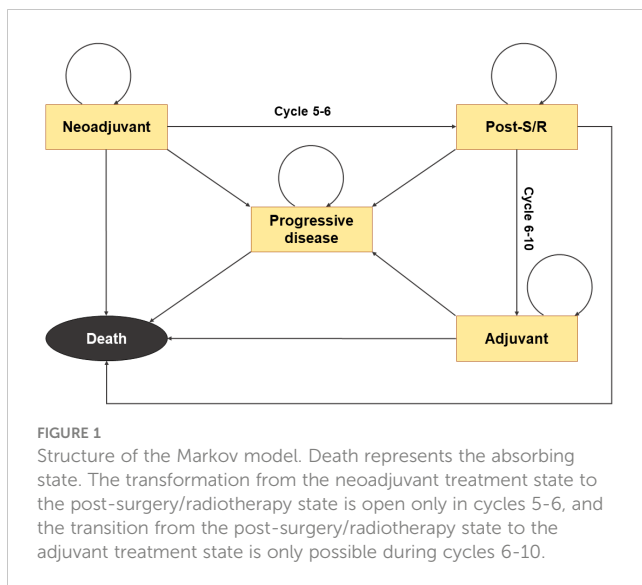 Neoadjuvant
Cycle 5-6
Post-S/R
Progressive
disease
Cycle 6-10
Death
Adjuvant
FIGURE 1
Structure of the Markov model. Death represents the absorbing
state. The transformation from the neoadjuvant treatment state to
the post-surgery/radiotherapy state is open only in cycles 5-6, and
the transition from the post-surgery/radiotherapy state to the
adjuvant treatment state is only possible during cycles 6-10.